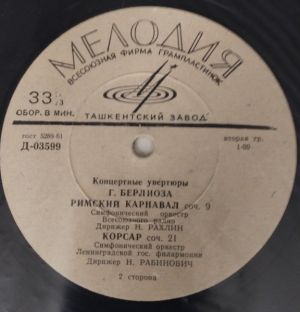 МЕЛОДИЯ
ВСЕСОЮЗНАЯ ФИРМА ГРАМПЛАСТИНОК
33⅓
ОБОР. В МИН.
ТАШКЕНТСКИЙ ЗАВОД
гост 5289-61
Д-03599
вторая гр.
1-00
Концертные увертюры
Г. БЕРЛИОЗА
РИМСКИЙ КАРНАВАЛ соч. 9
Симфонический оркестр
Всесоюзного радио
Дирижер Н. РАХЛИН
КОРСАР соч. 21
Симфонический оркестр
Ленинградской гос. филармонии
Дирижер Н. РАБИНОВИЧ
2 сторона